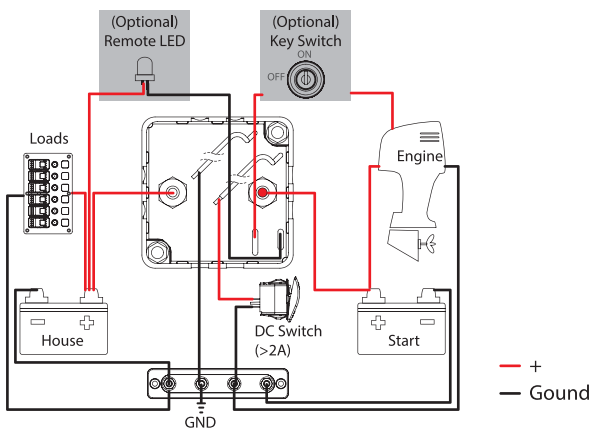 (Optional)
Remote LED
(Optional)
Key Switch
ON
OFF
Loads
Engine
House
DC Switch
(>2A)
Start
GND
+
Gound